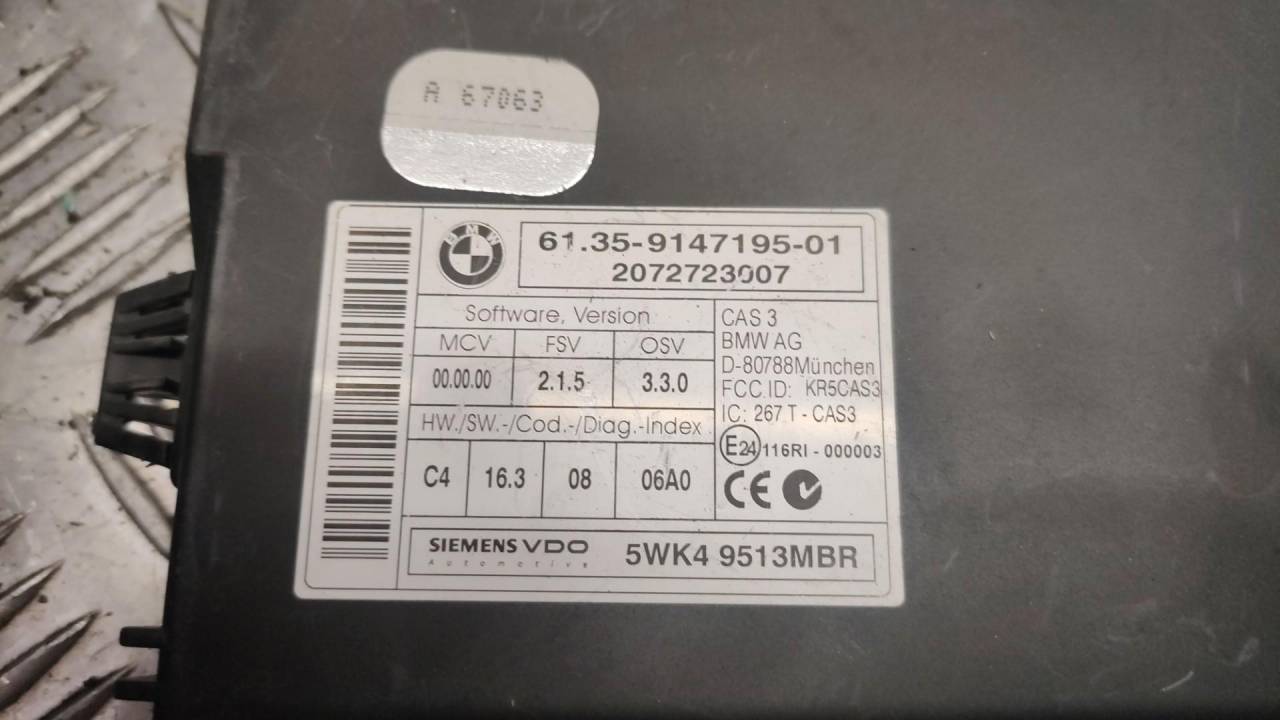 A 67063
BMW
61.35-9147195-01
2072723007
Software, Version
MCV FSV OSV
00.00.00 2.1.5 3.3.0
HW./SW.-/Cod.-/Diag.-Index
C4 16.3 08 06A0
CAS 3
BMW AG
D-80788München
FCC.ID: KR5CAS3
IC: 267 T - CAS3
E24 116RI - 000003
CE
SIEMENS VDO
Automotive
5WK4 9513MBR